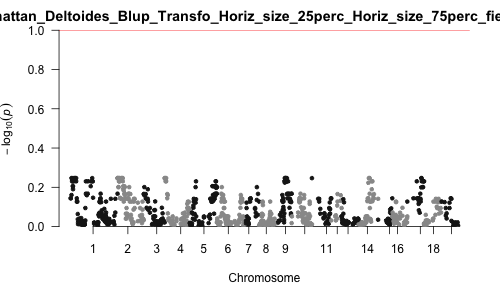 nattan_Deltoides_Blup_Transfo_Horiz_size_25perc_Horiz_size_75perc_fie
1.0
0.8
0.6
0.4
0.2
0.0
− log10(p)
1 2 3 4 5 6 7 8 9 11 14 16 18
Chromosome